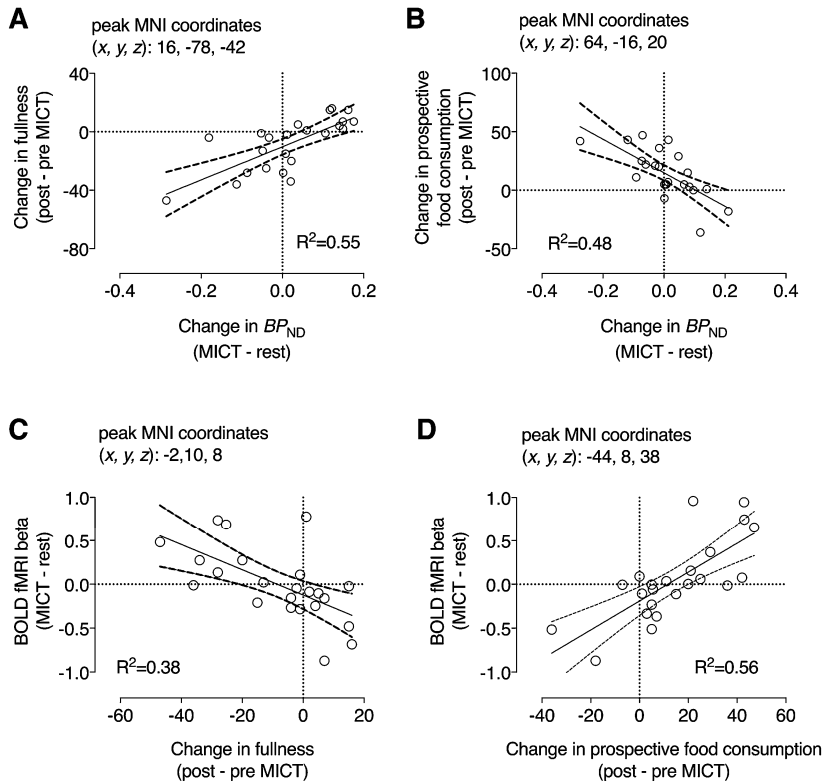 A
peak MNI coordinates
(x, y, z): 16, -78, -42
Change in fullness
(post - pre MICT)
40
0
-40
-80
R²=0.55
-0.4
-0.2
0.0
0.2
Change in BPND
(MICT - rest)
B
peak MNI coordinates
(x, y, z): 64, -16, 20
Change in prospective
food consumption
(post - pre MICT)
100
50
0
-50
R²=0.48
-0.4
-0.2
0.0
0.2
0.4
Change in BPND
(MICT - rest)
C
peak MNI coordinates
(x, y, z): -2,10, 8
BOLD fMRI beta
(MICT - rest)
1.0
0.5
0.0
-0.5
-1.0
R²=0.38
-60
-40
-20
0
20
Change in fullness
(post - pre MICT)
D
peak MNI coordinates
(x, y, z): -44, 8, 38
BOLD fMRI beta
(MICT - rest)
1.0
0.5
0.0
-0.5
-1.0
R²=0.56
-40
-20
0
20
40
60
Change in prospective food consumption
(post - pre MICT)